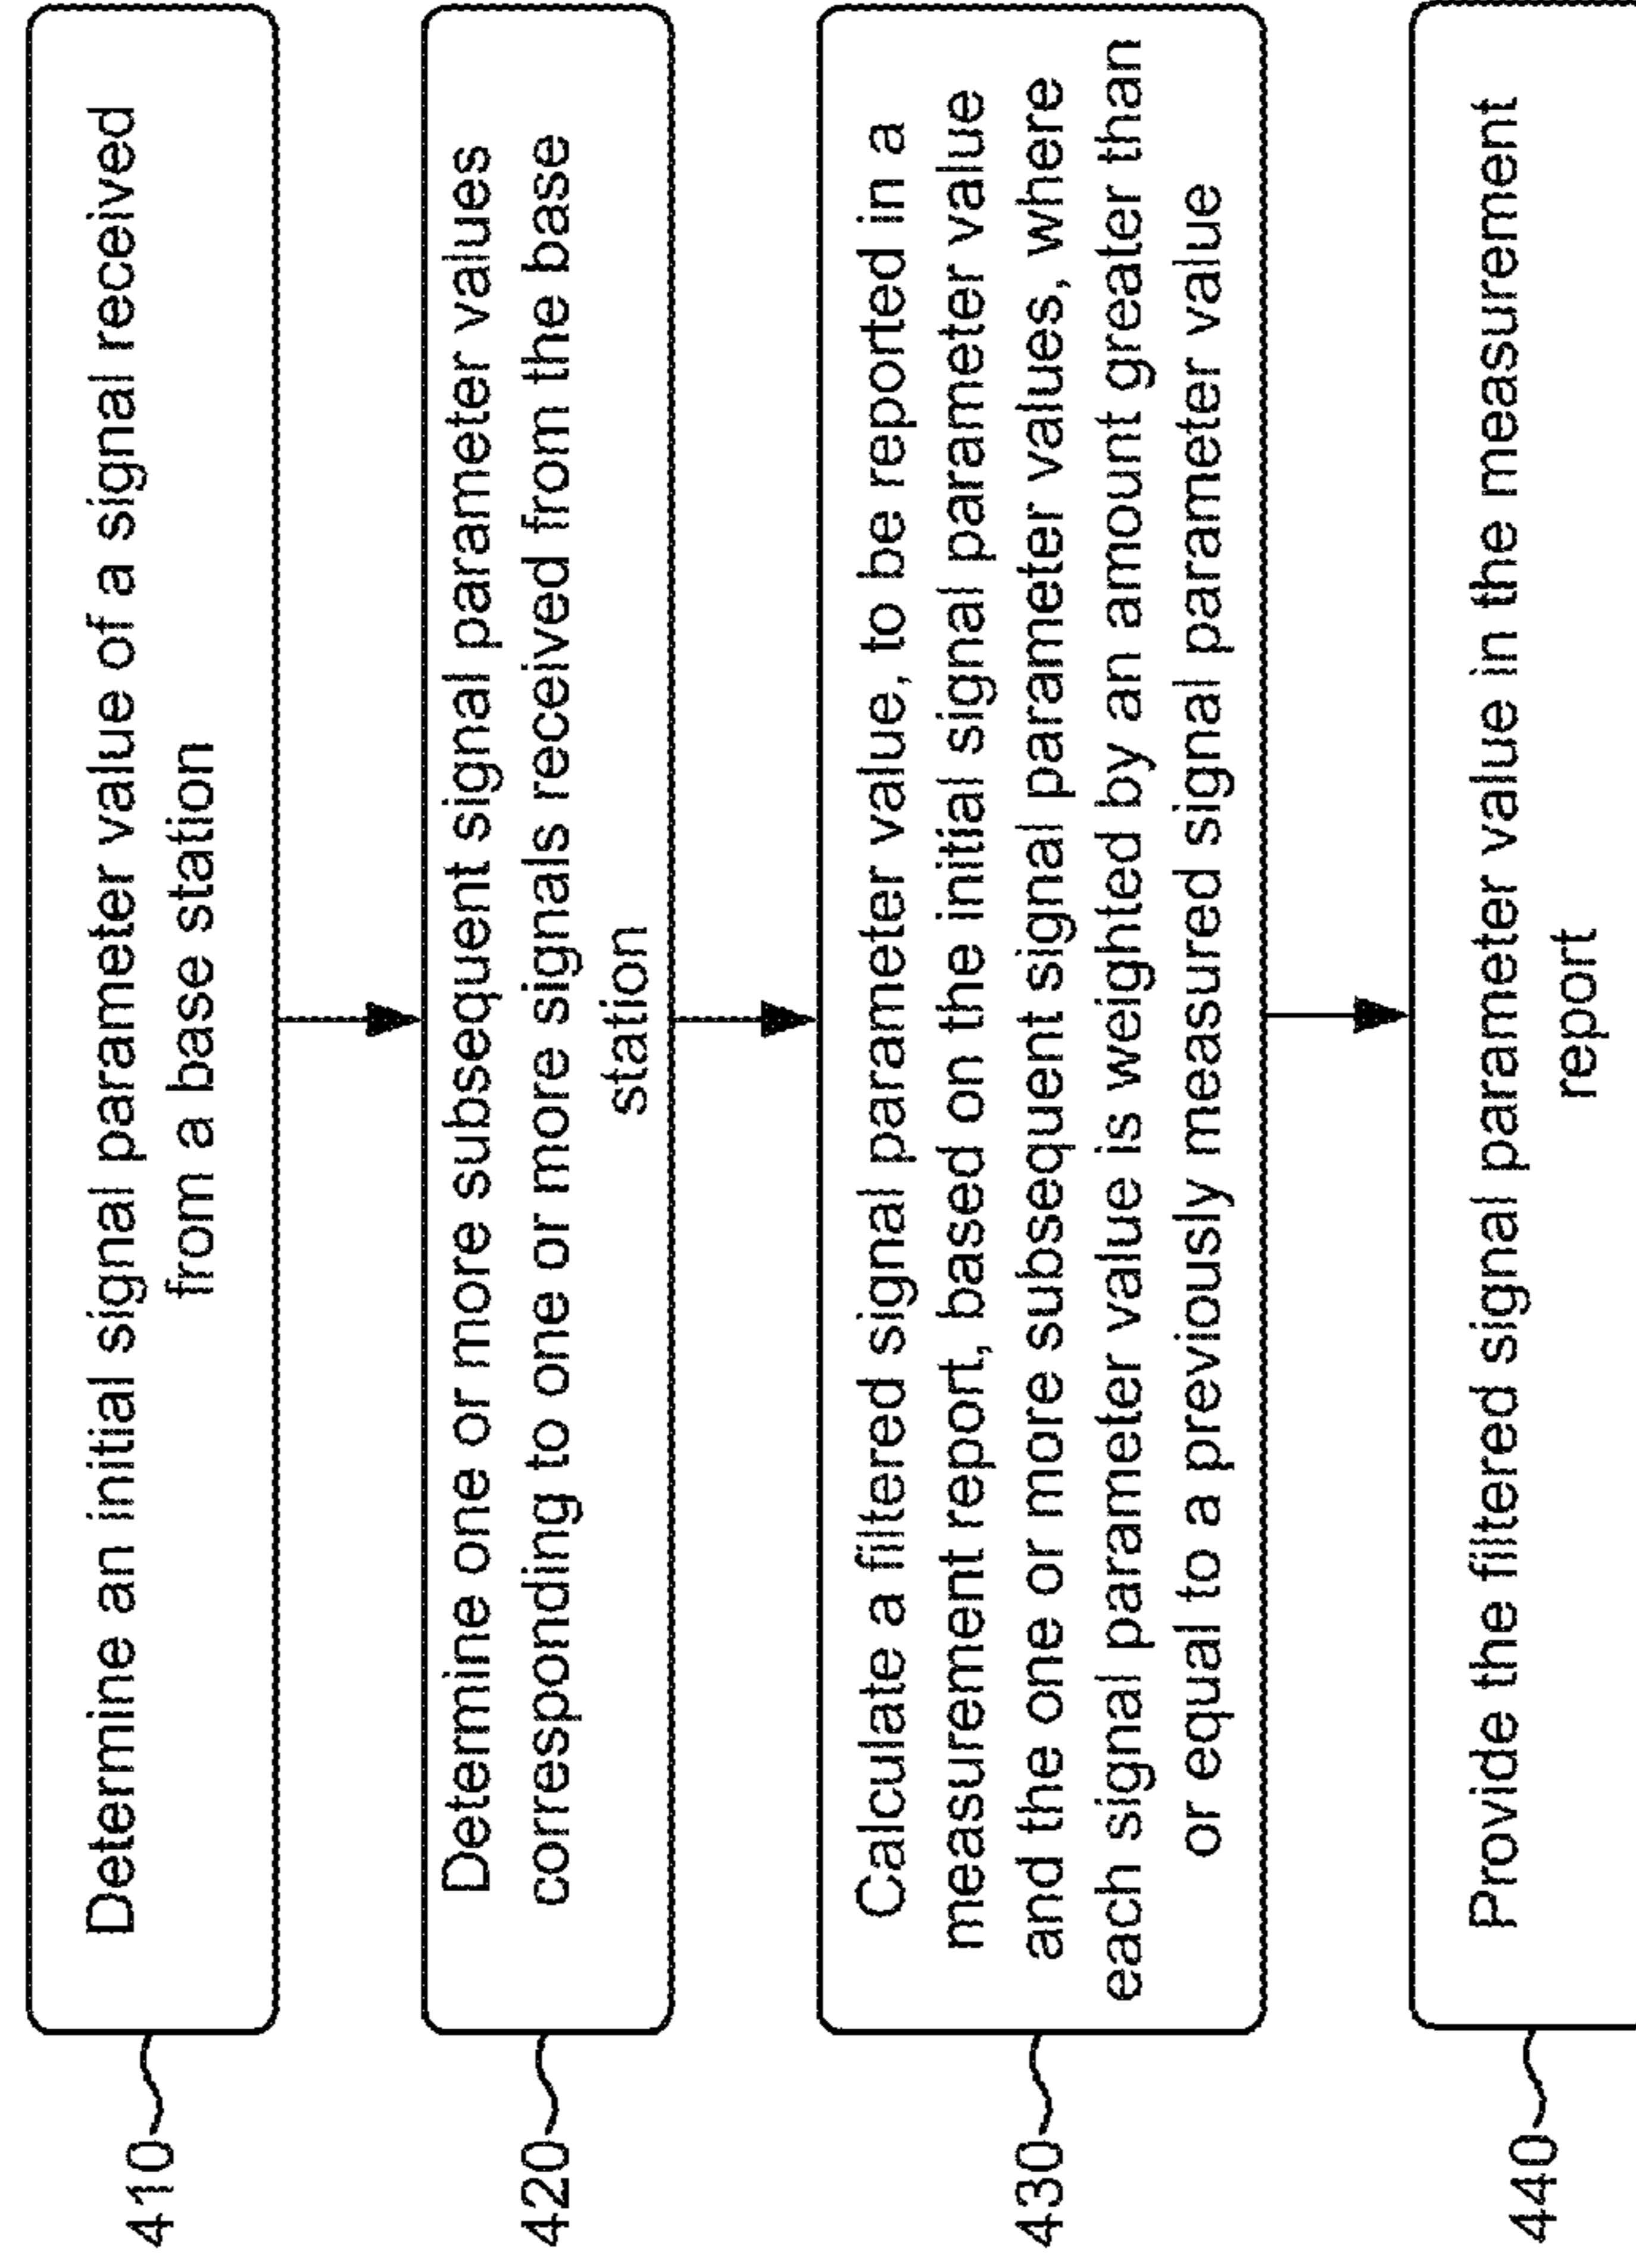 410
Determine an initial signal parameter value of a signal received
from a base station
420
Determine one or more subsequent signal parameter values
corresponding to one or more signals received from the base
station
430
Calculate a filtered signal parameter value, to be reported in a
measurement report, based on the initial signal parameter value
and the one or more subsequent signal parameter values, where
each signal parameter value is weighted by an amount greater than
or equal to a previously measured signal parameter value
440
Provide the filtered signal parameter value in the measurement
report